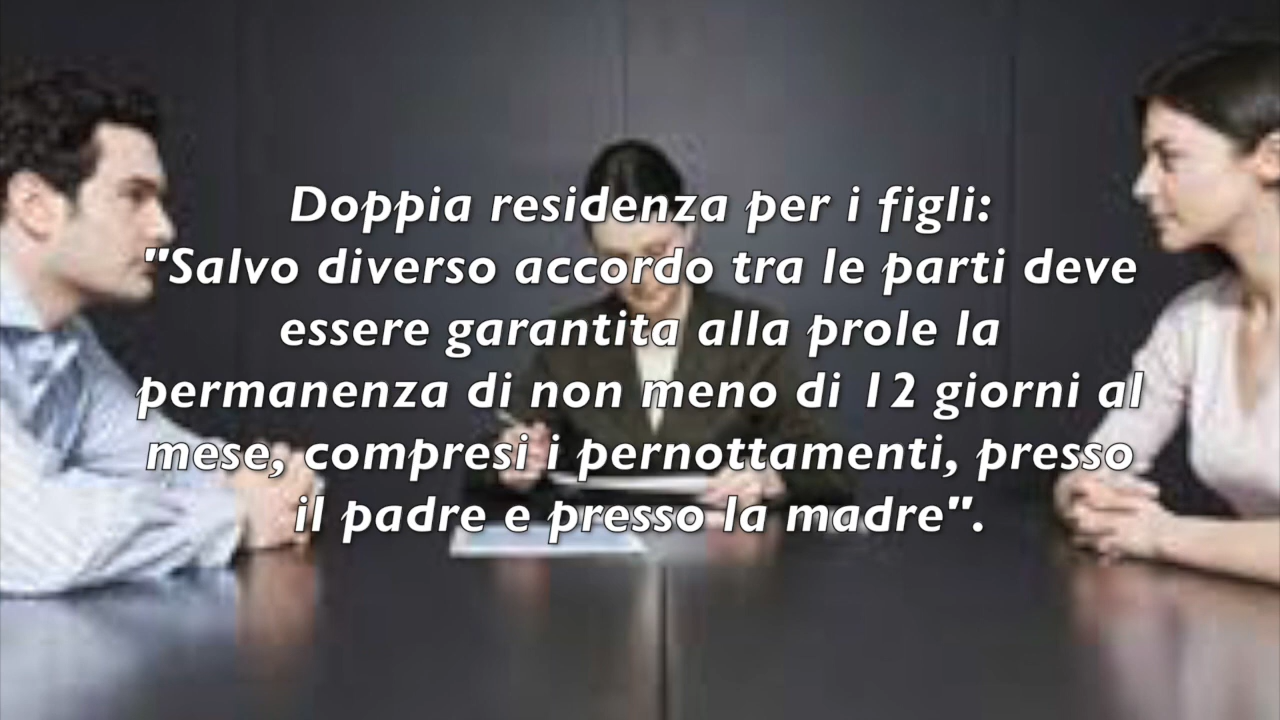 Doppia residenza per i figli:
"Salvo diverso accordo tra le parti deve
essere garantita alla prole la
permanenza di non meno di 12 giorni al
mese, compresi i pernottamenti, presso
il padre e presso la madre".